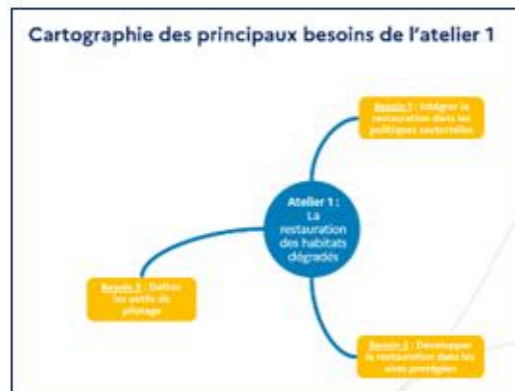 Cartographie des principaux besoins de l'atelier 1
Besoin 1 : Intégrer la
restauration dans les
politiques sectorielles
Atelier 1 :
La
restauration
des habitats
dégradés
Besoin 3 : Définir
les outils de
pilotage
Besoin 2 : Développer
la restauration dans les
aires protégées